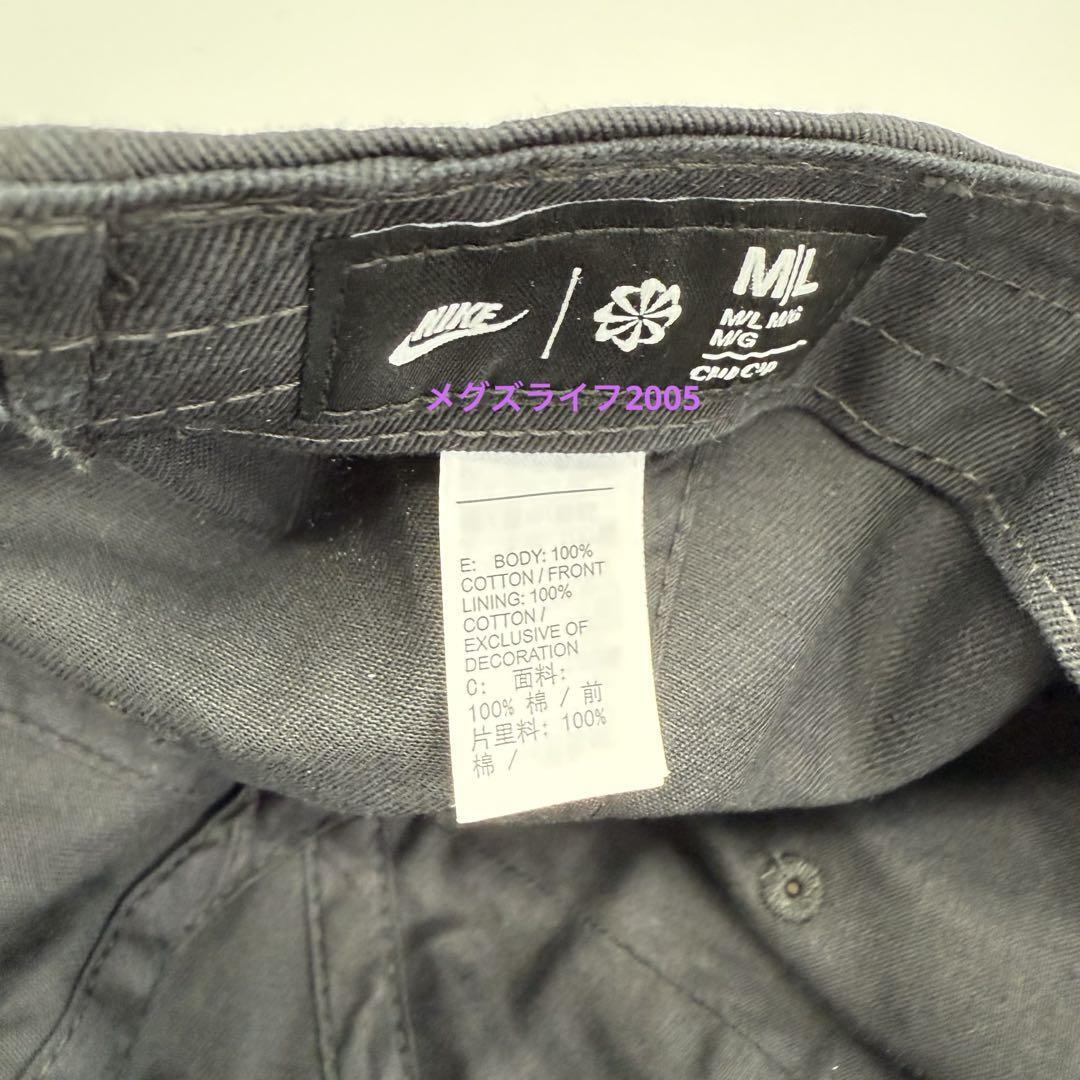 NIKE
M|L
M/L M/G
M/G
メグズライフ2005
E: BODY: 100%
COTTON / FRONT
LINING: 100%
COTTON /
EXCLUSIVE OF
DECORATION
C: 面料:
100% 棉 / 前
片里料: 100%
棉 /